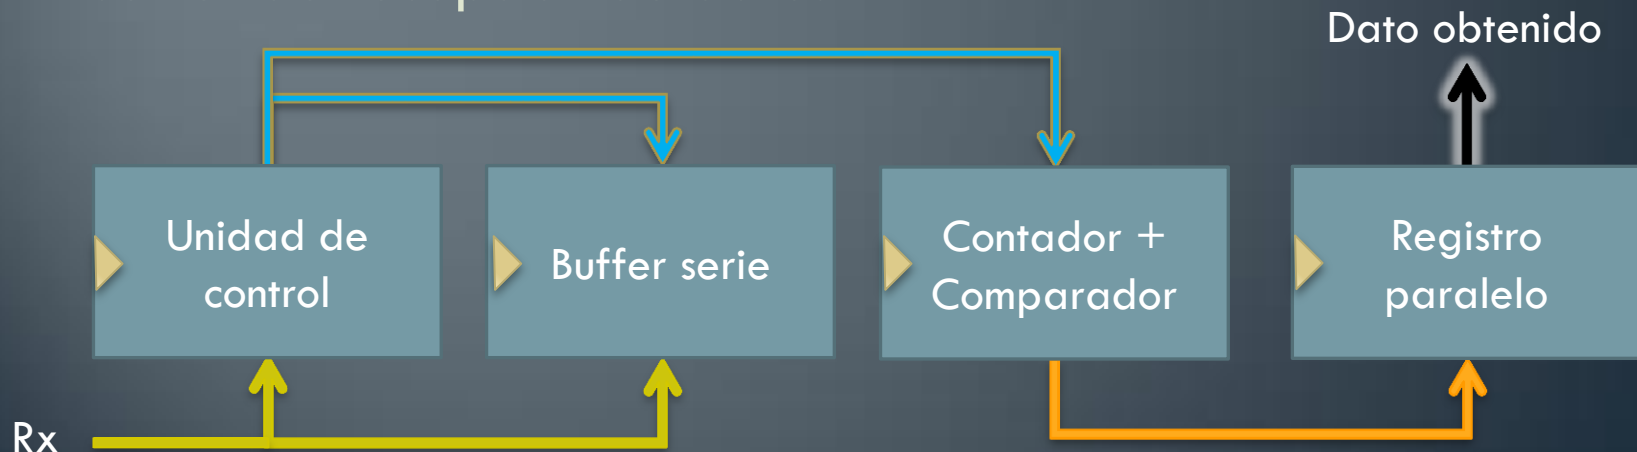 Dato obtenido
Unidad de
control
Buffer serie
Contador +
Comparador
Registro
paralelo
Rx